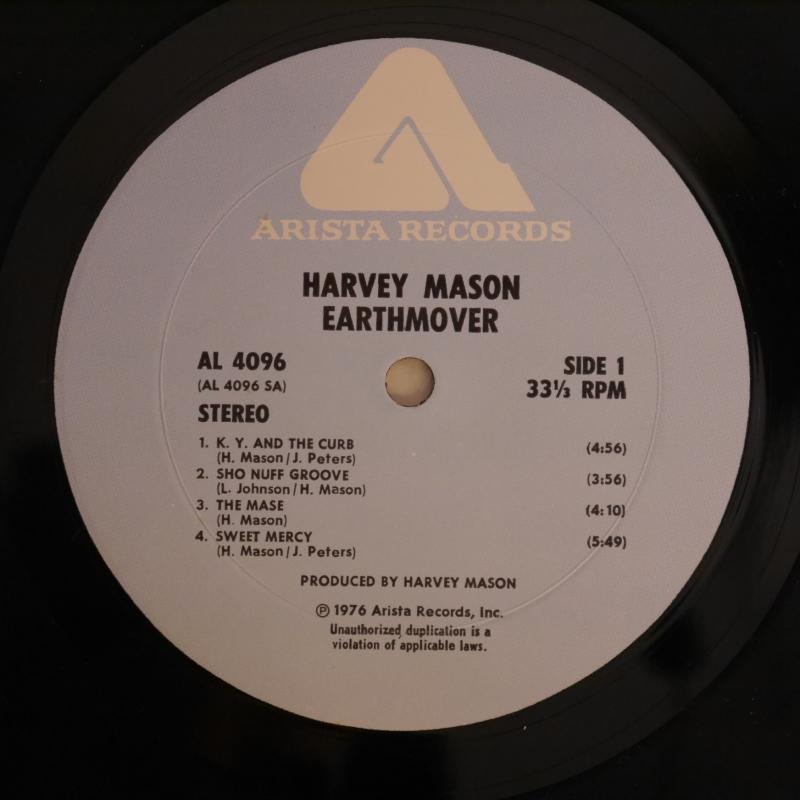 ARISTA RECORDS
HARVEY MASON
EARTHMOVER
AL 4096
(AL 4096 SA)
STEREO
SIDE 1
33⅓ RPM
1. K. Y. AND THE CURB (4:56)
(H. Mason/J. Peters)
2. SHO NUFF GROOVE (3:56)
(L. Johnson/H. Mason)
3. THE MASE (4:10)
(H. Mason)
4. SWEET MERCY (5:49)
(H. Mason/J. Peters)
PRODUCED BY HARVEY MASON
℗ 1976 Arista Records, Inc.
Unauthorized duplication is a
violation of applicable laws.